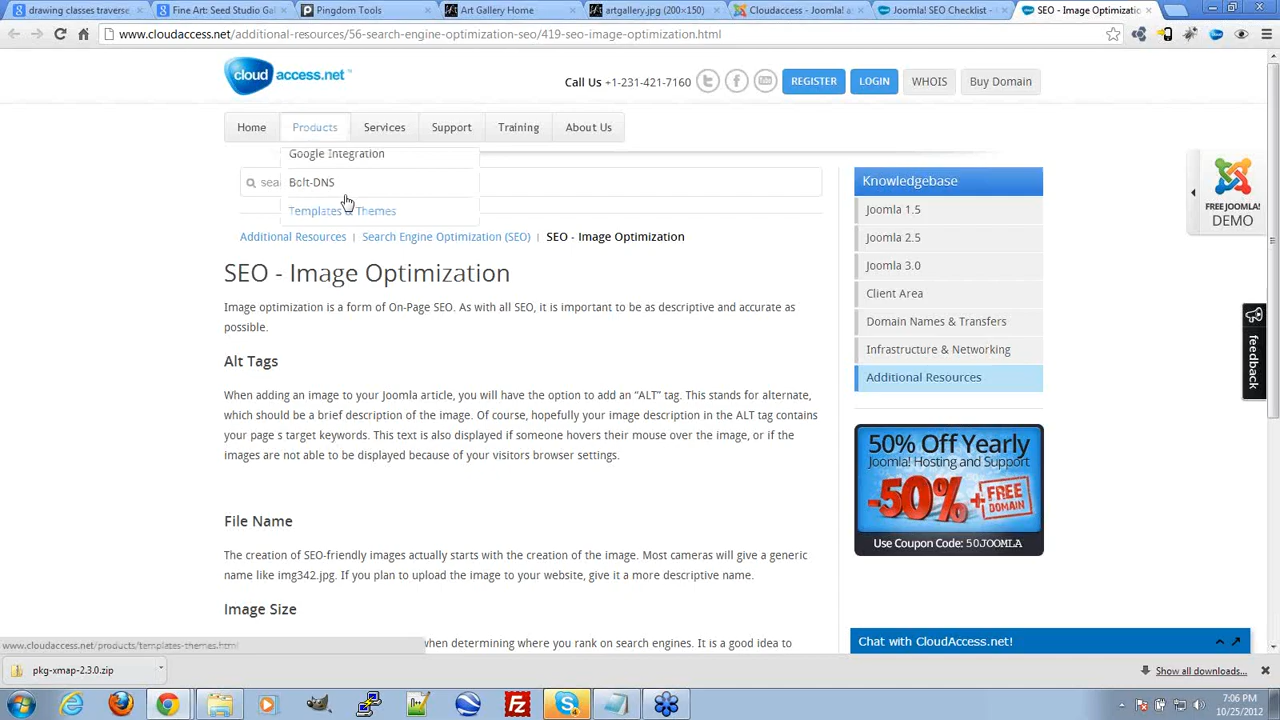 drawing classes traverse
Fine Art: Seed Studio Gal
Pingdom Tools
Art Gallery Home
artgallery.jpg (200×150)
Cloudaccess - Joomla! as
Joomla! SEO Checklist -
SEO - Image Optimization
www.cloudaccess.net/additional-resources/56-search-engine-optimization-seo/419-seo-image-optimization.html
cloud access.net
Call Us +1-231-421-7160
REGISTER
LOGIN
WHOIS
Buy Domain
Home
Products
Services
Support
Training
About Us
Google Integration
Bolt-DNS
Templates & Themes
Additional Resources | Search Engine Optimization (SEO) | SEO - Image Optimization
SEO - Image Optimization
Image optimization is a form of On-Page SEO. As with all SEO, it is important to be as descriptive and accurate as
possible.
Alt Tags
When adding an image to your Joomla article, you will have the option to add an “ALT” tag. This stands for alternate,
which should be a brief description of the image. Of course, hopefully your image description in the ALT tag contains
your page s target keywords. This text is also displayed if someone hovers their mouse over the image, or if the
images are not able to be displayed because of your visitors browser settings.
File Name
The creation of SEO-friendly images actually starts with the creation of the image. Most cameras will give a generic
name like img342.jpg. If you plan to upload the image to your website, give it a more descriptive name.
Image Size
when determining where you rank on search engines. It is a good idea to
Knowledgebase
Joomla 1.5
Joomla 2.5
Joomla 3.0
Client Area
Domain Names & Transfers
Infrastructure & Networking
Additional Resources
50% Off Yearly
Joomla! Hosting and Support
-50% + FREE
DOMAIN
Use Coupon Code: 50JOOMLA
FREE JOOMLA!
DEMO
feedback
Chat with CloudAccess.net!
www.cloudaccess.net/products/templates-themes.html
pkg-xmap-2.3.0.zip
Show all downloads...
7:06 PM
10/25/2012